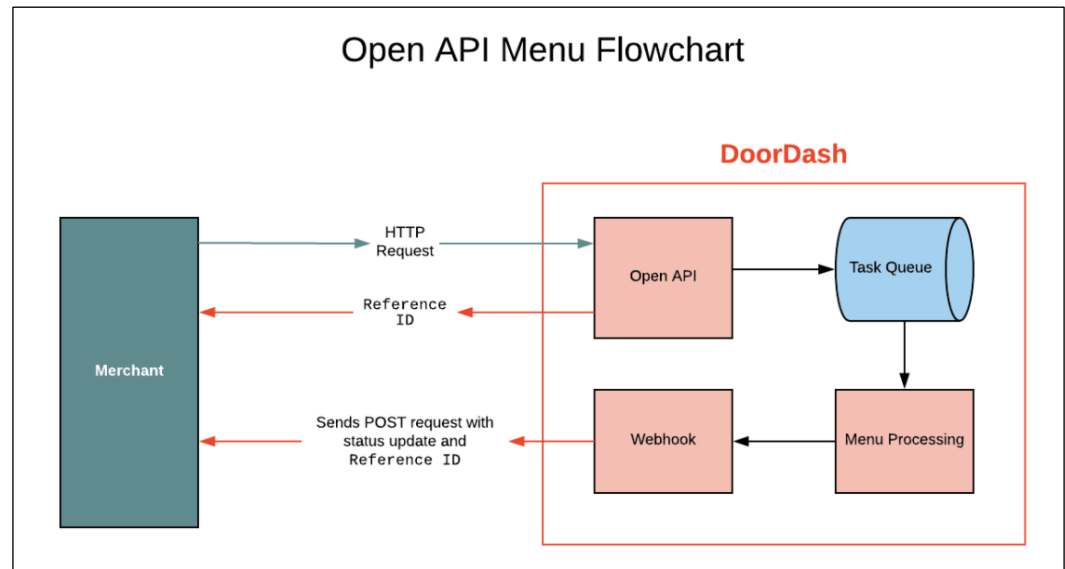 Open API Menu Flowchart
DoorDash
HTTP
Request
Open API
Task Queue
Reference
ID
Merchant
Sends POST request with
status update and
Reference ID
Webhook
Menu Processing